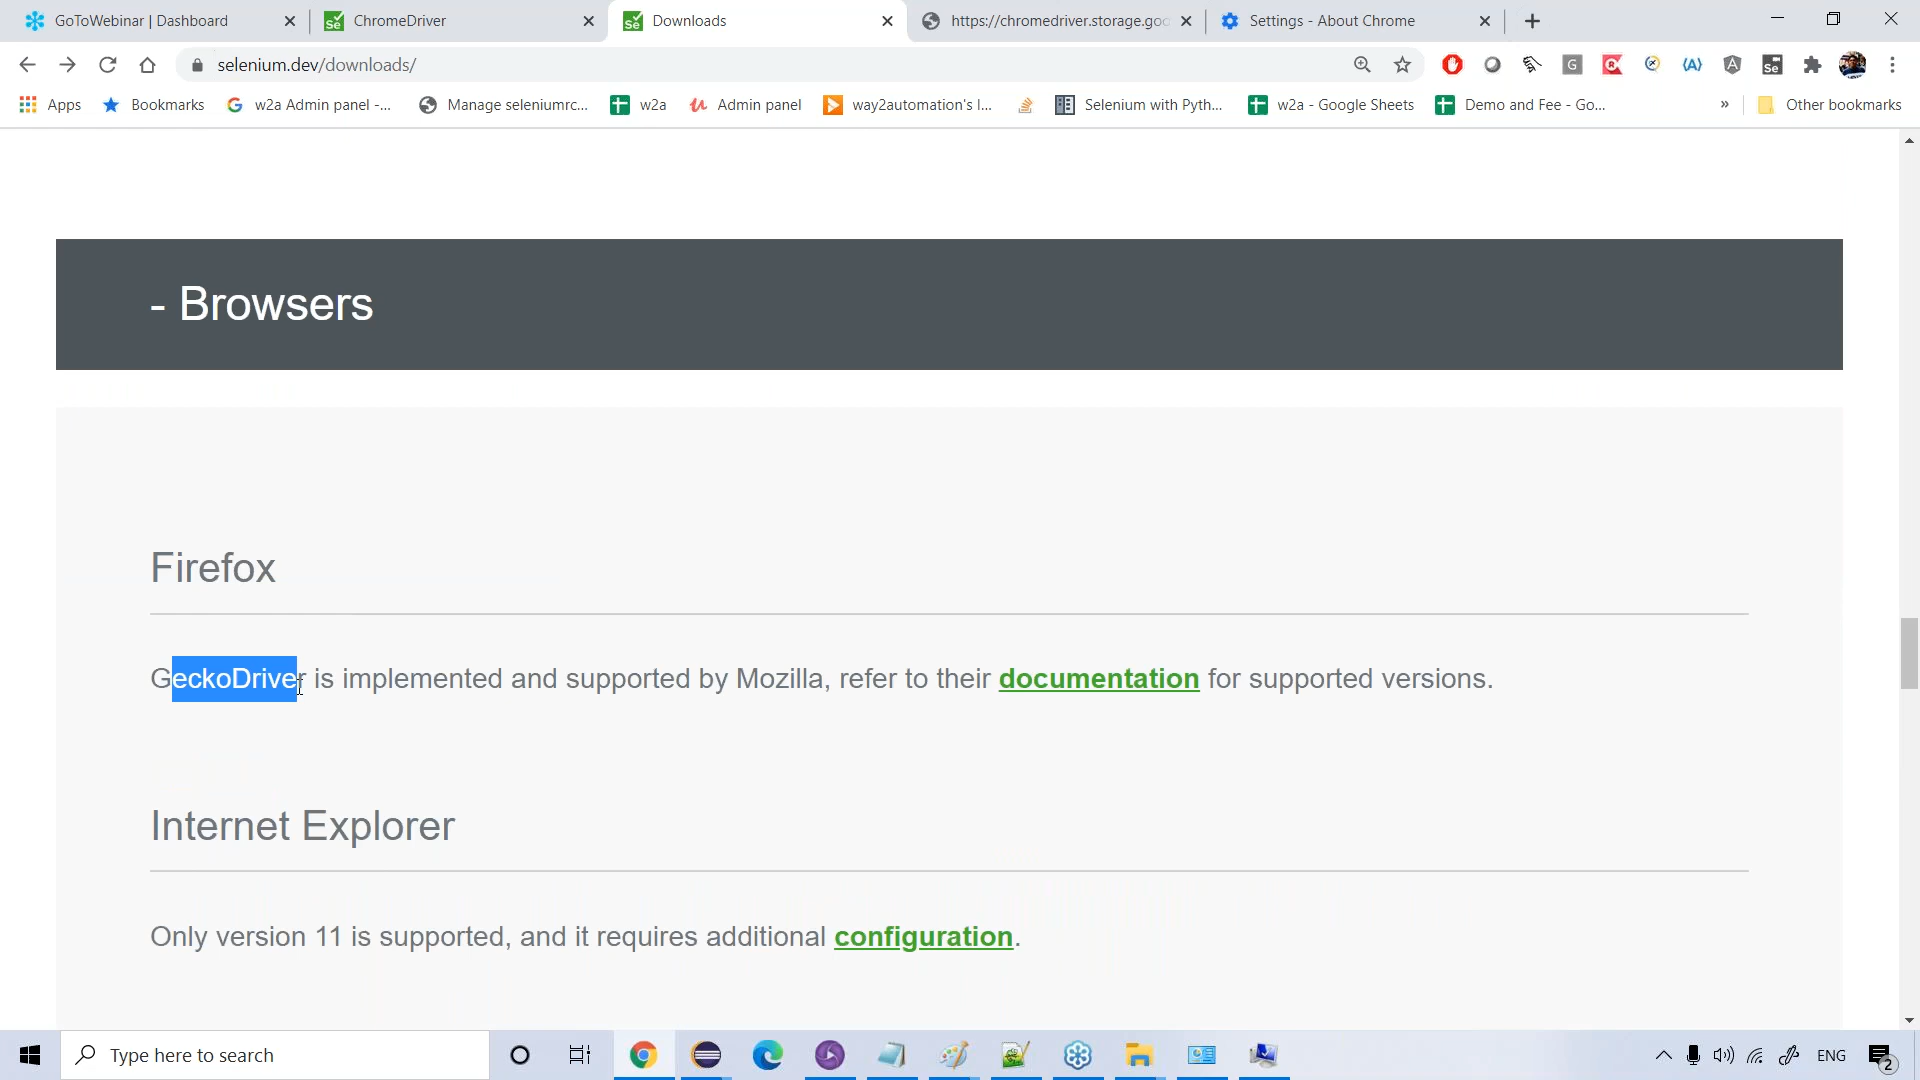 GoToWebinar | Dashboard
ChromeDriver
Downloads
https://chromedriver.storage.goo
Settings - About Chrome
selenium.dev/downloads/
Apps
Bookmarks
w2a Admin panel -...
Manage seleniumrc...
w2a
Admin panel
way2automation's l...
Selenium with Pyth...
w2a - Google Sheets
Demo and Fee - Go...
»
Other bookmarks
- Browsers
Firefox
GeckoDriver is implemented and supported by Mozilla, refer to their documentation for supported versions.
Internet Explorer
Only version 11 is supported, and it requires additional configuration.
Type here to search
ENG
2